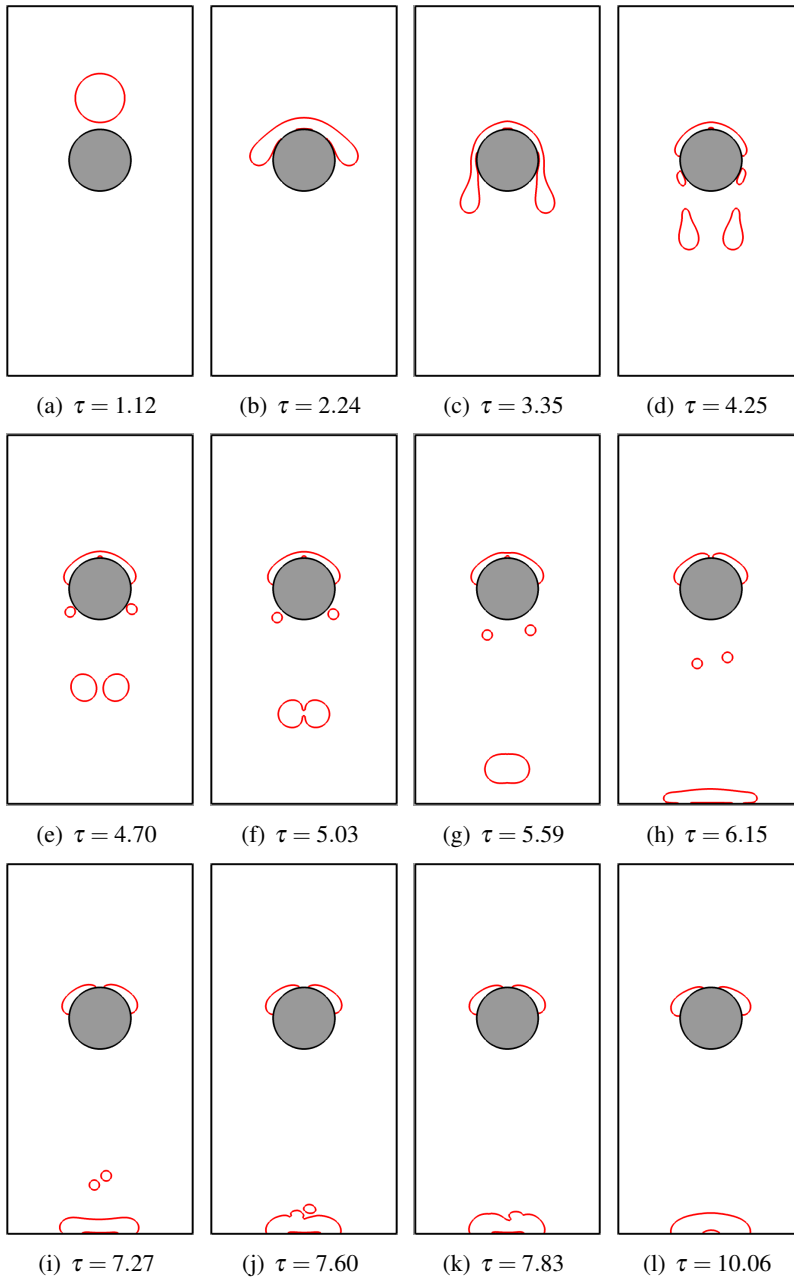 (a) τ = 1.12 (b) τ = 2.24 (c) τ = 3.35 (d) τ = 4.25
(e) τ = 4.70 (f) τ = 5.03 (g) τ = 5.59 (h) τ = 6.15
(i) τ = 7.27 (j) τ = 7.60 (k) τ = 7.83 (l) τ = 10.06